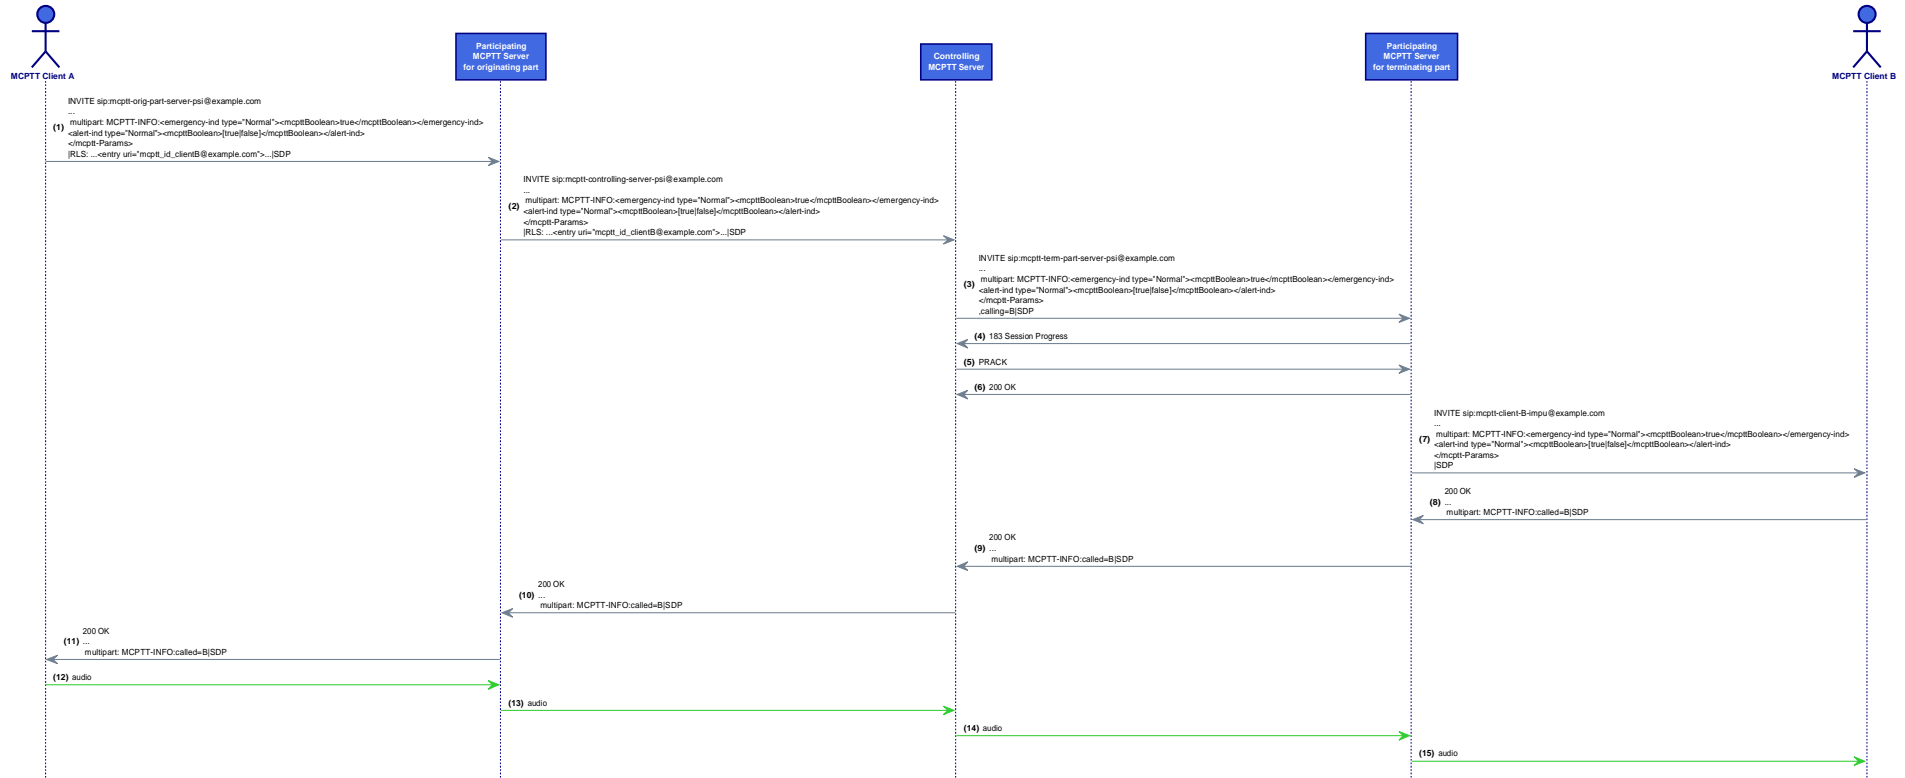 MCPTT Client A
Participating
MCPTT Server
for originating part
Controlling
MCPTT Server
Participating
MCPTT Server
for terminating part
MCPTT Client B
INVITE sip:mcptt-orig-part-server-psi@example.com
...
(1) multipart: MCPTT-INFO:<emergency-ind type="Normal"><mcpttBoolean>true</mcpttBoolean></emergency-ind>
<alert-ind type="Normal"><mcpttBoolean>[true|false]</mcpttBoolean></alert-ind>
</mcptt-Params>
|RLS: ...<entry uri="mcptt_id_clientB@example.com">...|SDP
INVITE sip:mcptt-controlling-server-psi@example.com
...
(2) multipart: MCPTT-INFO:<emergency-ind type="Normal"><mcpttBoolean>true</mcpttBoolean></emergency-ind>
<alert-ind type="Normal"><mcpttBoolean>[true|false]</mcpttBoolean></alert-ind>
</mcptt-Params>
|RLS: ...<entry uri="mcptt_id_clientB@example.com">...|SDP
INVITE sip:mcptt-term-part-server-psi@example.com
...
(3) multipart: MCPTT-INFO:<emergency-ind type="Normal"><mcpttBoolean>true</mcpttBoolean></emergency-ind>
<alert-ind type="Normal"><mcpttBoolean>[true|false]</mcpttBoolean></alert-ind>
</mcptt-Params>
,calling=B|SDP
(4) 183 Session Progress
(5) PRACK
(6) 200 OK
INVITE sip:mcptt-client-B-impu@example.com
...
(7) multipart: MCPTT-INFO:<emergency-ind type="Normal"><mcpttBoolean>true</mcpttBoolean></emergency-ind>
<alert-ind type="Normal"><mcpttBoolean>[true|false]</mcpttBoolean></alert-ind>
</mcptt-Params>
|SDP
200 OK
(8) ...
multipart: MCPTT-INFO:called=B|SDP
200 OK
(9) ...
multipart: MCPTT-INFO:called=B|SDP
200 OK
(10) ...
multipart: MCPTT-INFO:called=B|SDP
200 OK
(11) ...
multipart: MCPTT-INFO:called=B|SDP
(12) audio
(13) audio
(14) audio
(15) audio